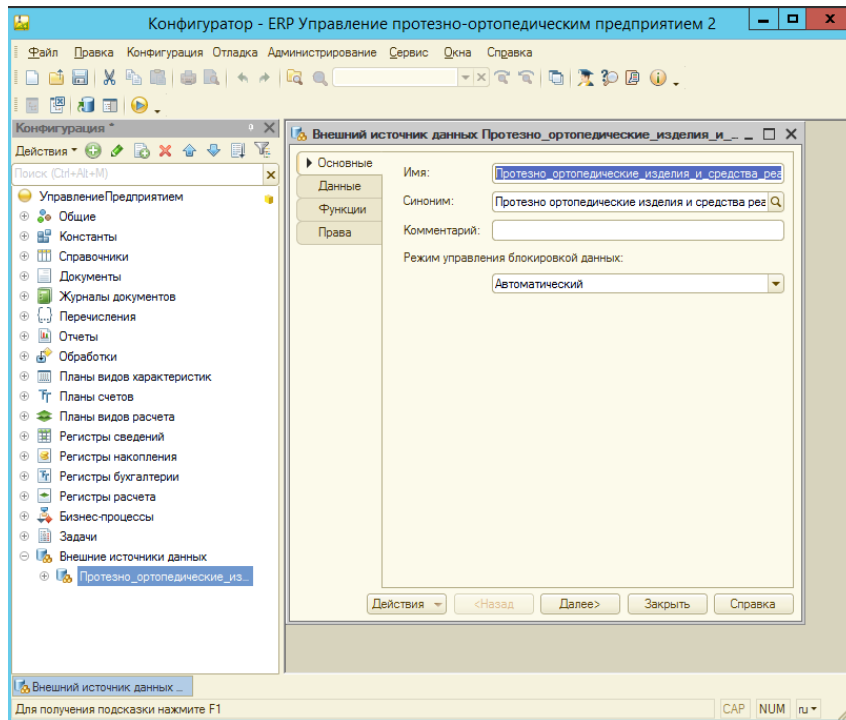 Конфигуратор - ERP Управление протезно-ортопедическим предприятием 2
Файл Правка Конфигурация Отладка Администрирование Сервис Окна Справка
Конфигурация *
Действия
Поиск (Ctrl+Alt+M)
УправлениеПредприятием
Общие
Константы
Справочники
Документы
Журналы документов
Перечисления
Отчеты
Обработки
Планы видов характеристик
Планы счетов
Планы видов расчета
Регистры сведений
Регистры накопления
Регистры бухгалтерии
Регистры расчета
Бизнес-процессы
Задачи
Внешние источники данных
Протезно_ортопедические_из...
Внешний источник данных Протезно_ортопедические_изделия_и_...
Основные
Данные
Функции
Права
Имя: Протезно_ортопедические_изделия_и_средства_реа
Синоним: Протезно ортопедические изделия и средства реа
Комментарий:
Режим управления блокировкой данных:
Автоматический
Действия <Назад Далее> Закрыть Справка
Внешний источник данных ...
Для получения подсказки нажмите F1 CAP NUM ru